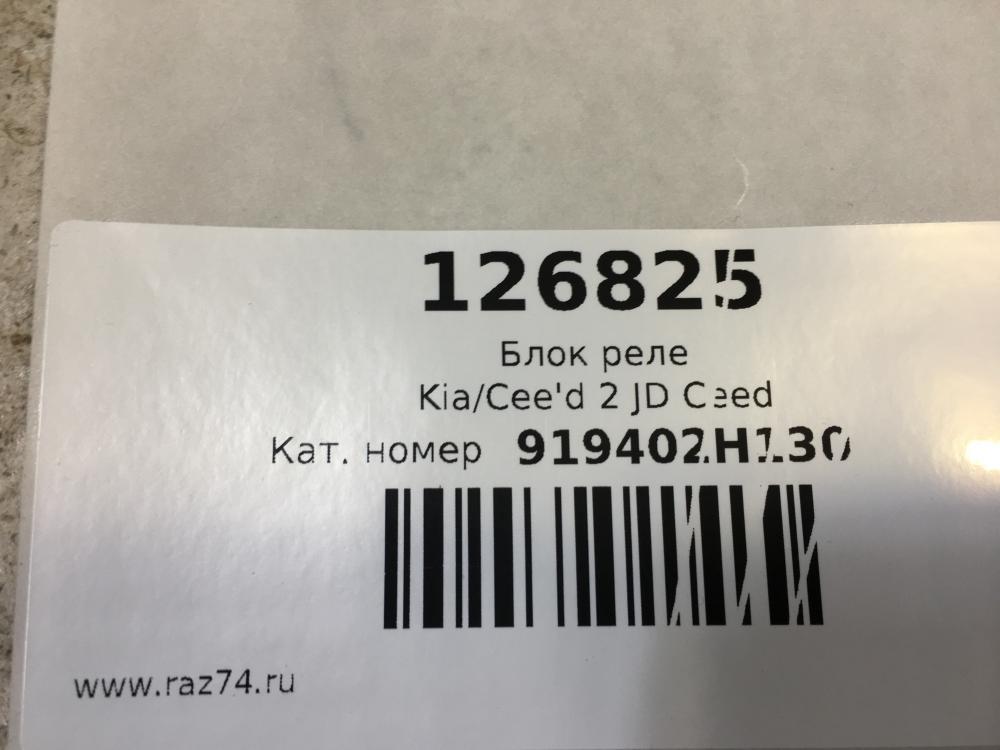 126825
Блок реле
Kia/Cee'd 2 JD Ceed
Кат. номер 919402H130
www.raz74.ru